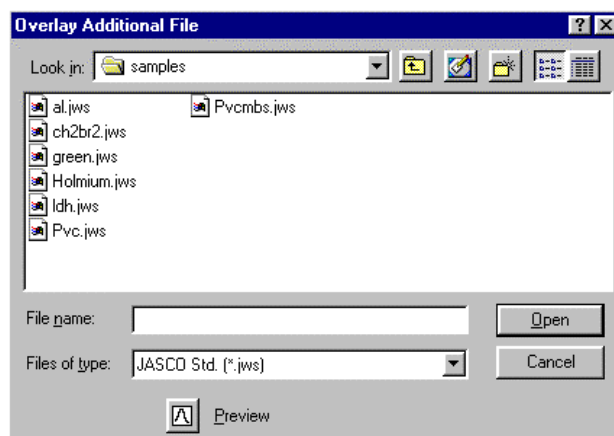 Overlay Additional File
Look in: samples
al.jws Pvcmbs.jws
ch2br2.jws
green.jws
Holmium.jws
ldh.jws
Pvc.jws
File name: Open
Files of type: JASCO Std. (*.jws) Cancel
Preview